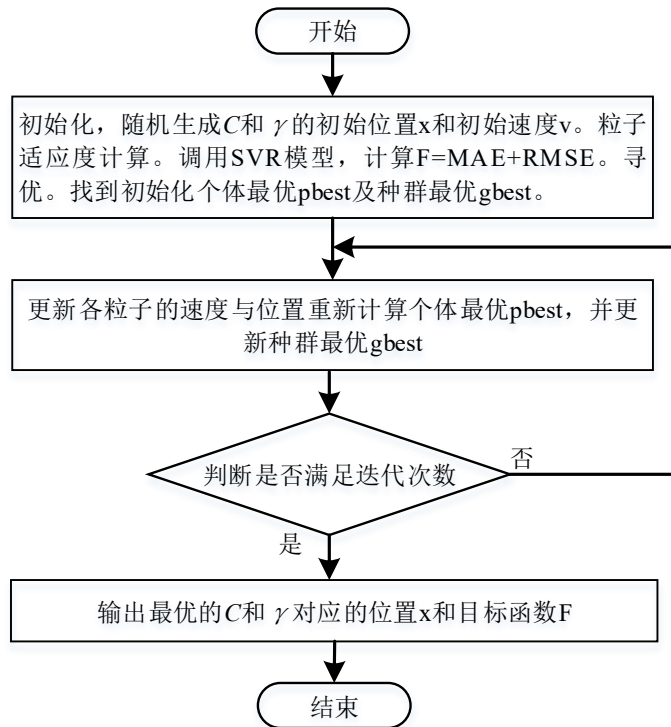 开始
初始化，随机生成C和 γ的初始位置x和初始速度v。粒子
适应度计算。调用SVR模型，计算F=MAE+RMSE。寻
优。找到初始化个体最优pbest及种群最优gbest。
更新各粒子的速度与位置重新计算个体最优pbest，并更
新种群最优gbest
判断是否满足迭代次数
否
是
输出最优的C和 γ对应的位置x和目标函数F
结束